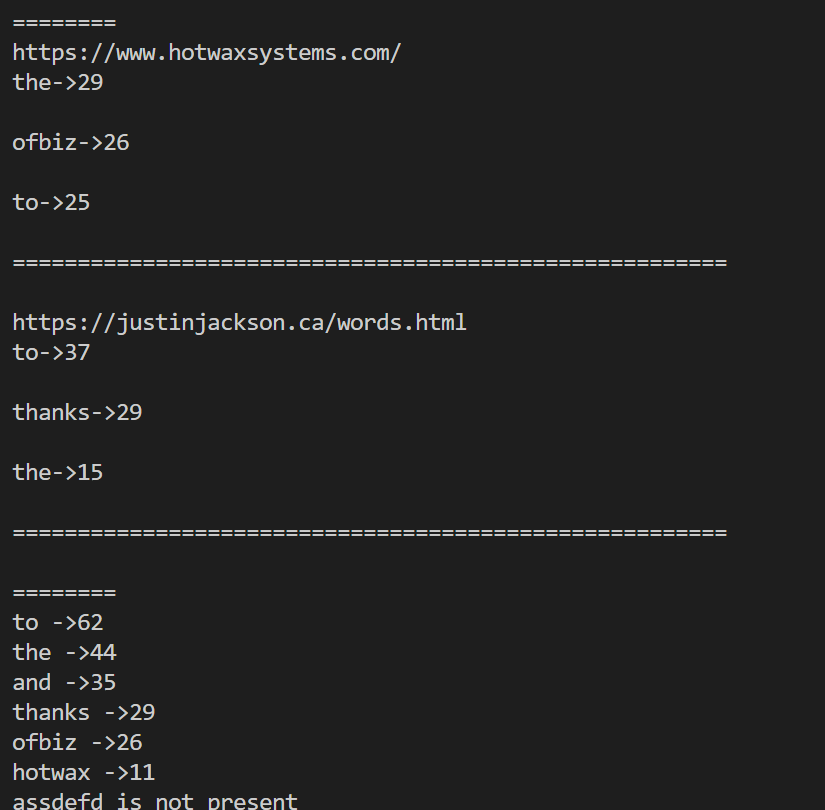 ========
https://www.hotwaxsystems.com/
the->29
ofbiz->26
to->25
=======================================================
https://justinjackson.ca/words.html
to->37
thanks->29
the->15
=======================================================
========
to ->62
the ->44
and ->35
thanks ->29
ofbiz ->26
hotwax ->11
assdefd is not present